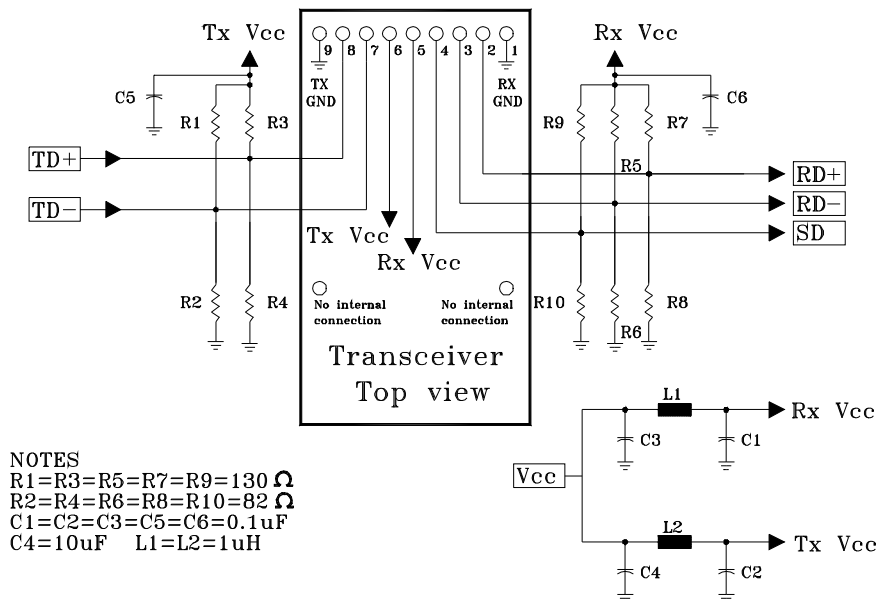 Tx Vcc
Rx Vcc
9 8 7 6 5 4 3 2 1
TX
GND
RX
GND
C5
C6
R1
R3
R9
R7
TD+
R5
RD+
TD-
RD-
Tx Vcc
SD
Rx Vcc
R2
R4
No internal
connection
No internal
connection
R10
R8
R6
Transceiver
Top view
L1
Rx Vcc
C3
C1
Vcc
L2
Tx Vcc
C4
C2
NOTES
R1=R3=R5=R7=R9=130 Ω
R2=R4=R6=R8=R10=82 Ω
C1=C2=C3=C5=C6=0.1uF
C4=10uF L1=L2=1uH